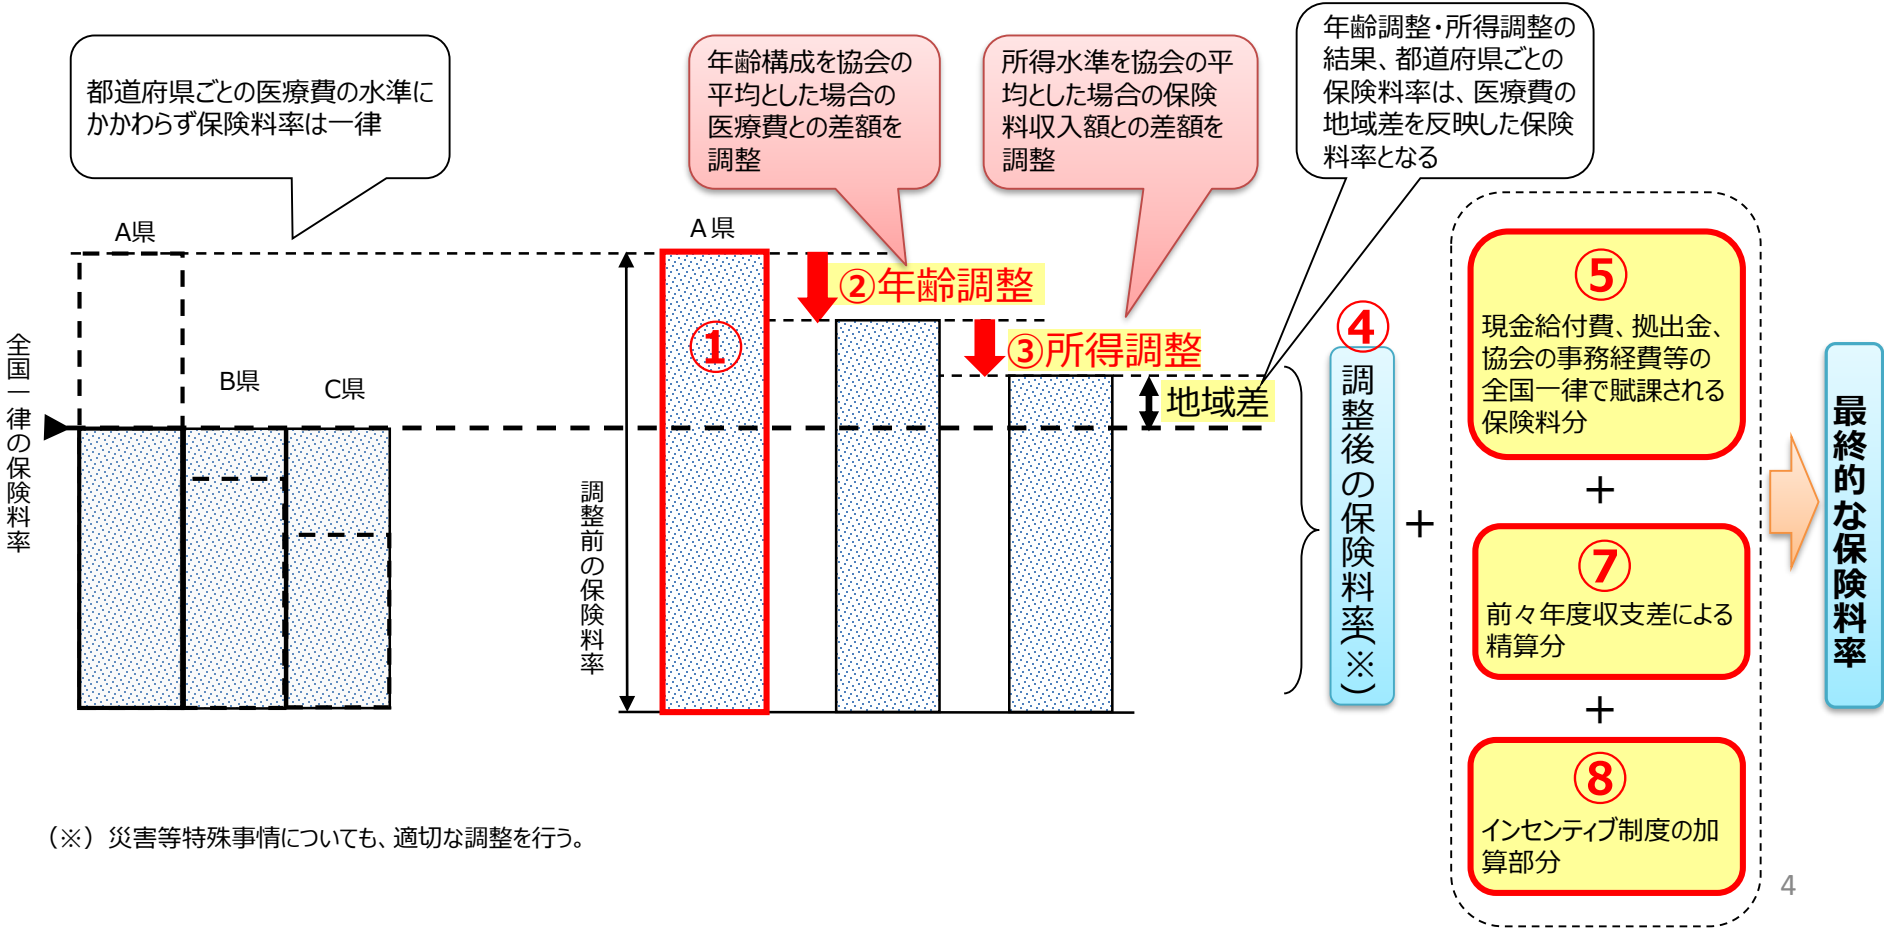 都道府県ごとの医療費の水準に
かかわらず保険料率は一律
年齢構成を協会の
平均とした場合の
医療費との差額を
調整
所得水準を協会の平
均とした場合の保険
料収入額との差額を
調整
年齢調整・所得調整の
結果、都道府県ごとの
保険料率は、医療費の
地域差を反映した保険
料率となる
A県
B県
C県
全国一律の保険料率
A県
①
②年齢調整
③所得調整
地域差
調整前の保険料率
④
調整後の保険料率(※)
+
⑤
現金給付費、拠出金、
協会の事務経費等の
全国一律で賦課される
保険料分
+
⑦
前々年度収支差による
精算分
+
⑧
インセンティブ制度の加
算部分
最終的な保険料率
（※）災害等特殊事情についても、適切な調整を行う。
4